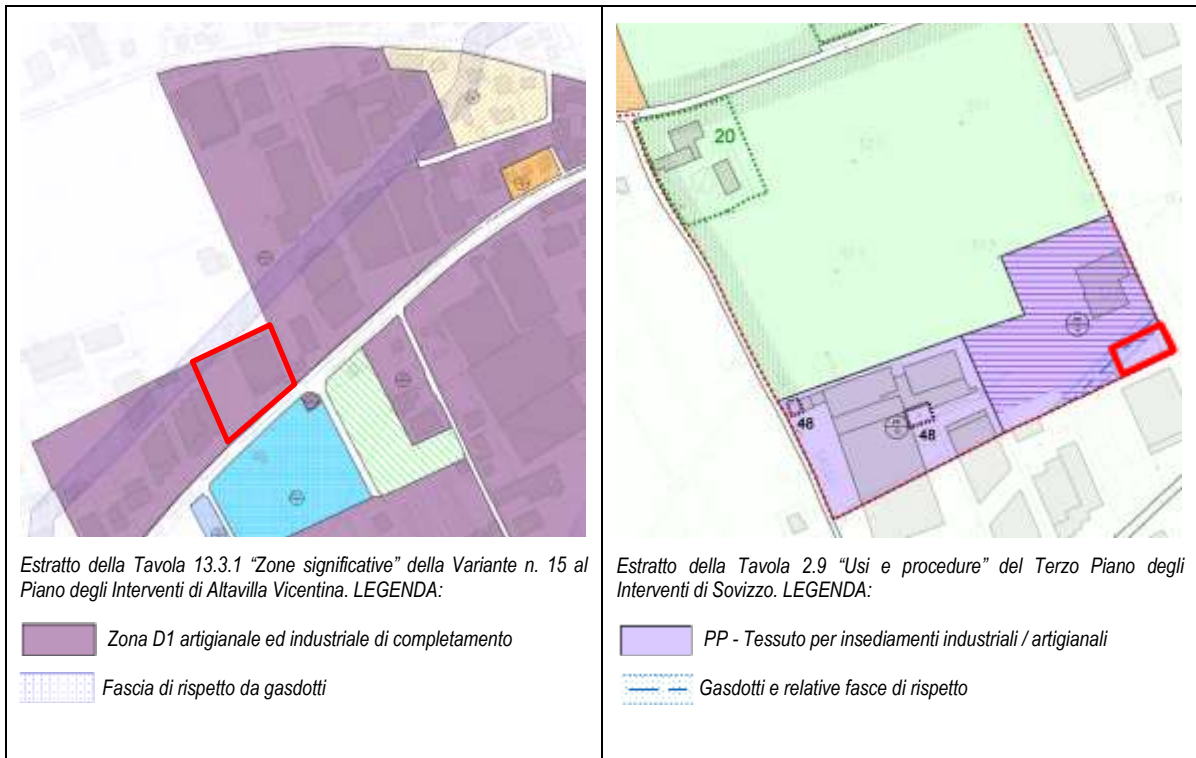 20
48
48
Estratto della Tavola 13.3.1 “Zone significative” della Variante n. 15 al
Piano degli Interventi di Altavilla Vicentina. LEGENDA:
Zona D1 artigianale ed industriale di completamento
Fascia di rispetto da gasdotti
Estratto della Tavola 2.9 “Usi e procedure” del Terzo Piano degli
Interventi di Sovizzo. LEGENDA:
PP - Tessuto per insediamenti industriali / artigianali
Gasdotti e relative fasce di rispetto